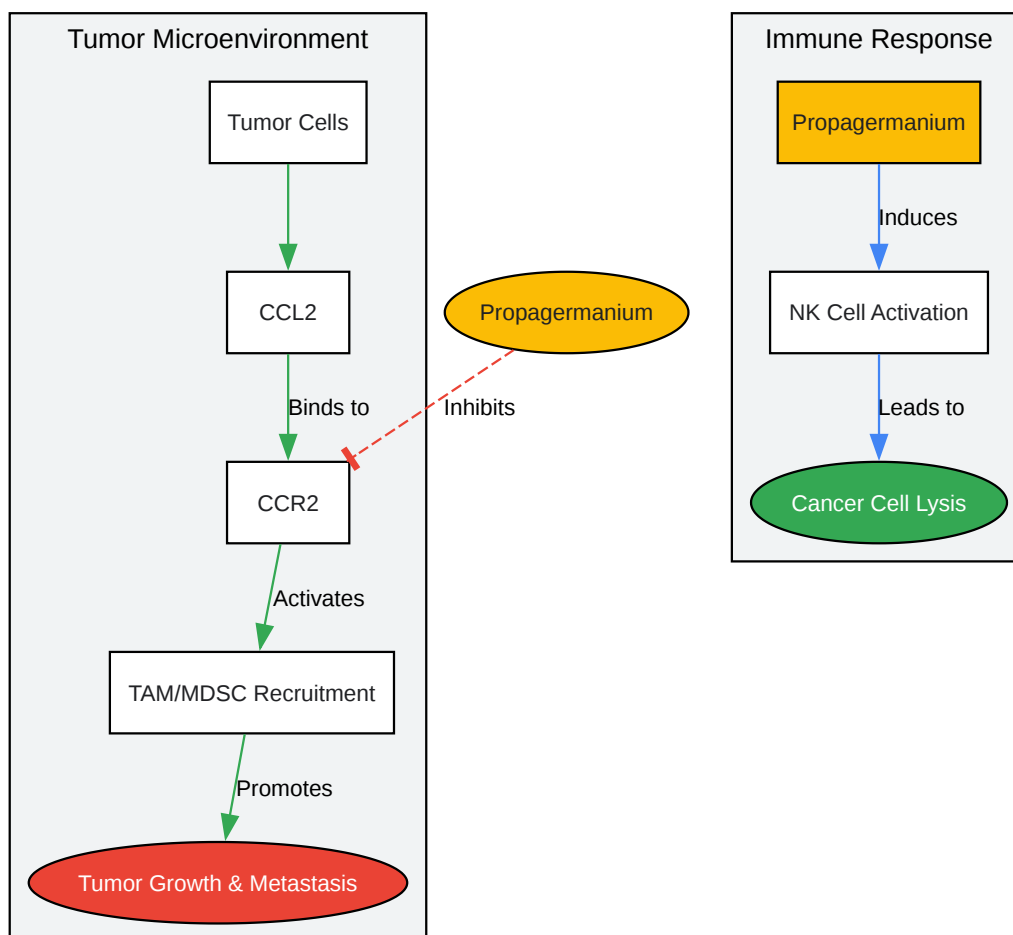 Tumor Microenvironment
Tumor Cells
CCL2
Binds to
CCR2
Activates
TAM/MDSC Recruitment
Promotes
Tumor Growth & Metastasis
Propagermanium
Inhibits
Immune Response
Propagermanium
Induces
NK Cell Activation
Leads to
Cancer Cell Lysis